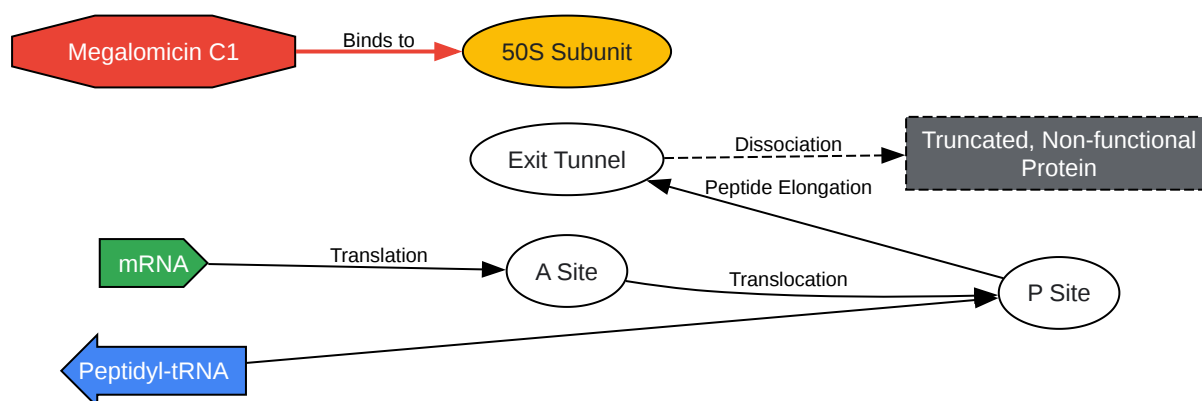 Megalomicin C1
Binds to
50S Subunit
Exit Tunnel
Dissociation
Truncated, Non-functional
Protein
Peptide Elongation
mRNA
Translation
A Site
Translocation
P Site
Peptidyl-tRNA